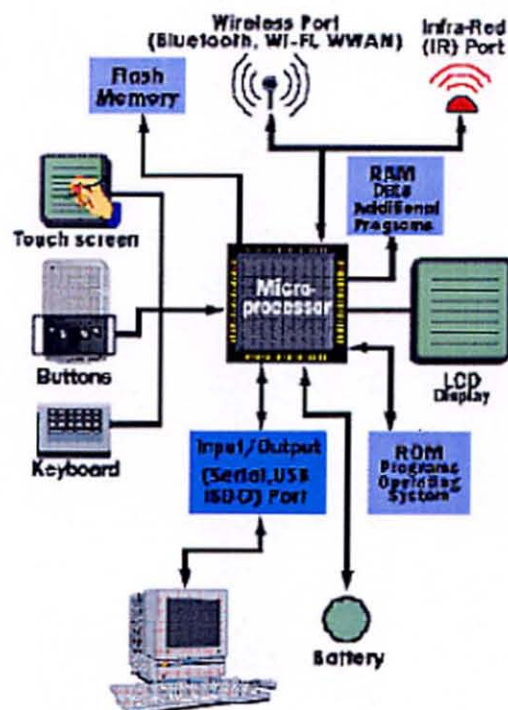 Wireless Port
(Bluetooth, Wi-Fi, WWAN)
Infra-Red
(IR) Port
Flash
Memory
RAM
Data
Additional
Programs
Touch screen
Micro-
processor
Buttons
LCD
Display
Keyboard
Input/Output
(Serial, USB
Port
ROM
Programs
Operating
System
Battery